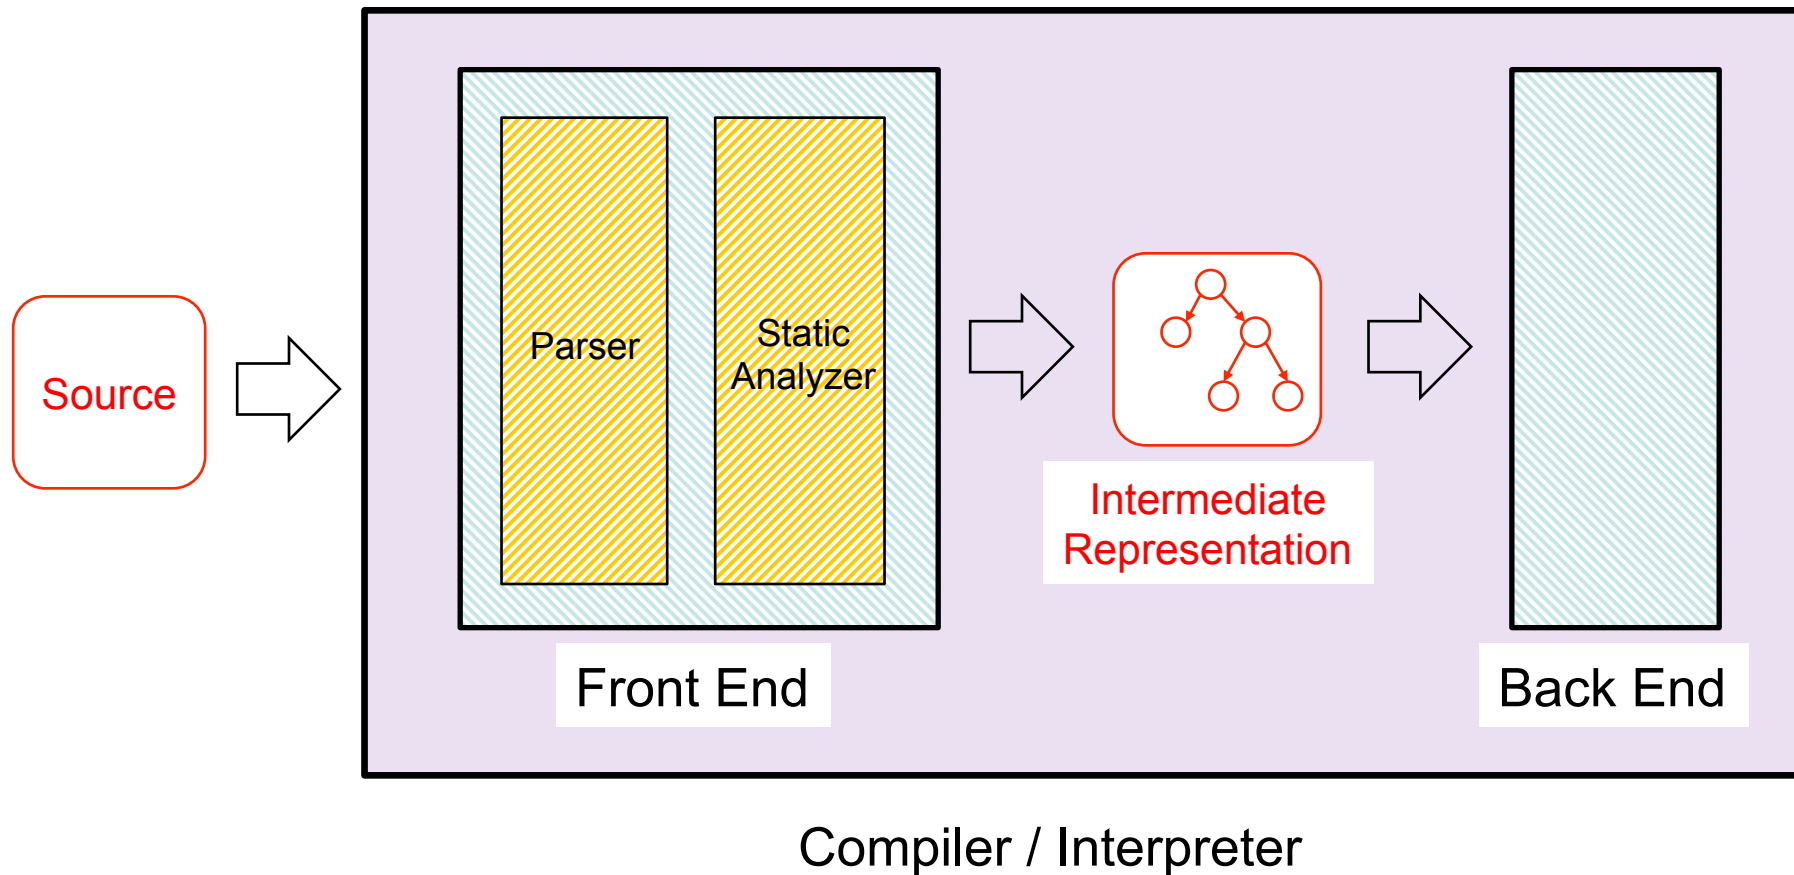 Source
Parser
Static
Analyzer
Intermediate
Representation
Front End
Back End
Compiler / Interpreter